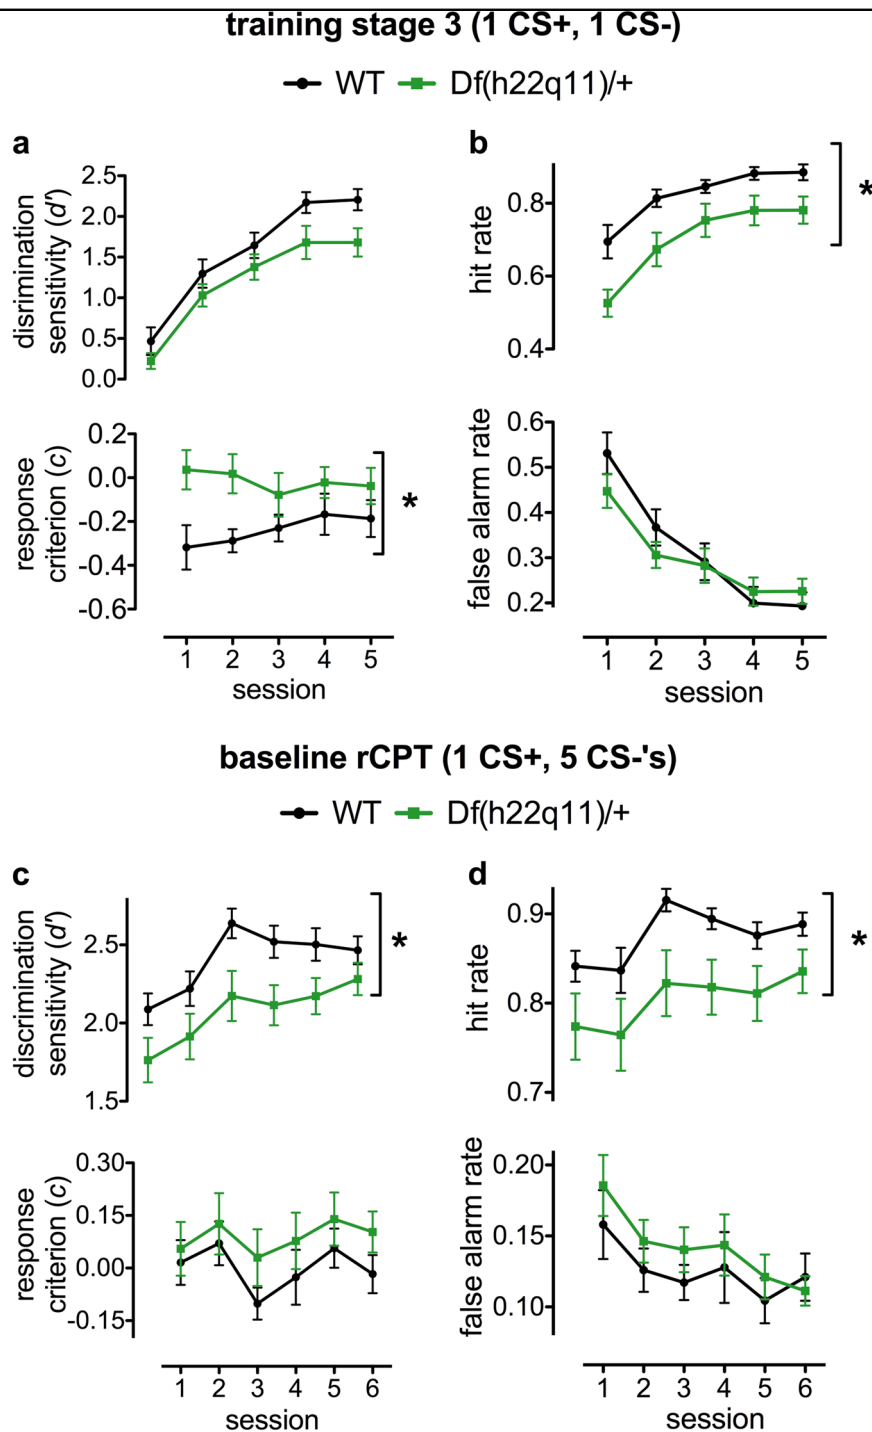 training stage 3 (1 CS+, 1 CS-)
WT Df(h22q11)/+
a
disrimination
sensitivity (d')
2.5
2.0
1.5
1.0
0.5
0.0
b
hit rate
0.8
0.6
0.4
*
response
criterion (c)
0.2
0.0
-0.2
-0.4
-0.6
*
1 2 3 4 5
session
false alarm rate
0.6
0.5
0.4
0.3
0.2
1 2 3 4 5
session
baseline rCPT (1 CS+, 5 CS-'s)
WT Df(h22q11)/+
c
discrimination
sensitivity (d')
2.5
2.0
1.5
*
d
hit rate
0.9
0.8
0.7
*
response
criterion (c)
0.30
0.15
0.00
-0.15
1 2 3 4 5 6
session
false alarm rate
0.20
0.15
0.10
1 2 3 4 5 6
session